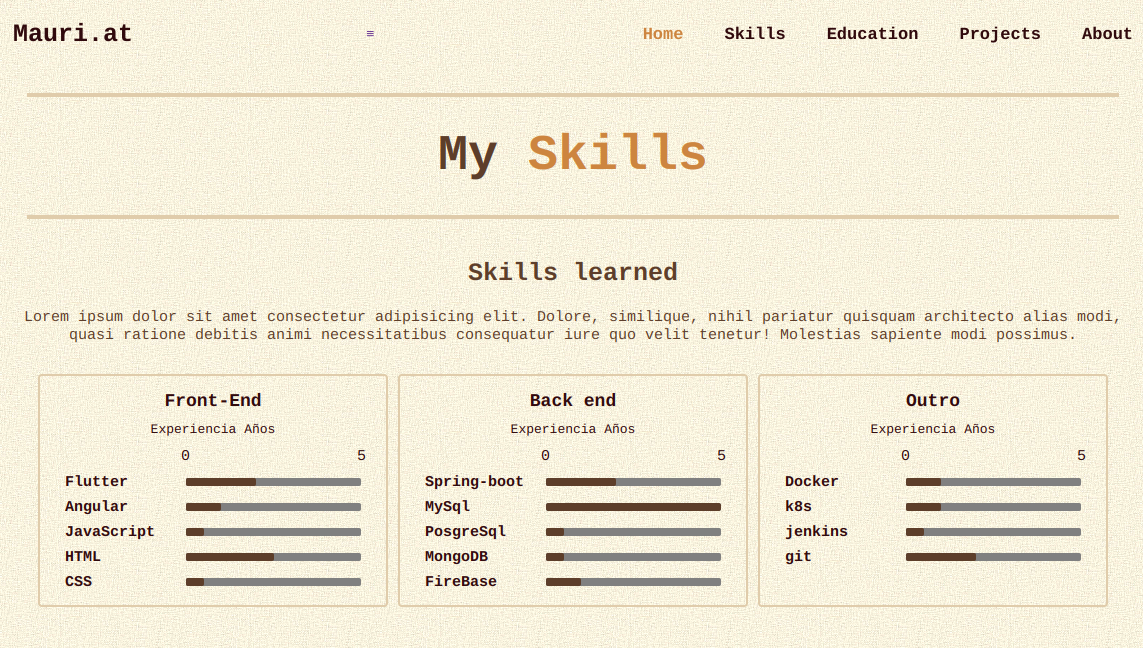 Mauri.at ≡ Home Skills Education Projects About
My Skills
Skills learned
Lorem ipsum dolor sit amet consectetur adipisicing elit. Dolore, similique, nihil pariatur quisquam architecto alias modi,
quasi ratione debitis animi necessitatibus consequatur iure quo velit tenetur! Molestias sapiente modi possimus.
Front-End
Experiencia Años
0 5
Flutter
Angular
JavaScript
HTML
CSS
Back end
Experiencia Años
0 5
Spring-boot
MySql
PosgreSql
MongoDB
FireBase
Outro
Experiencia Años
0 5
Docker
k8s
jenkins
git